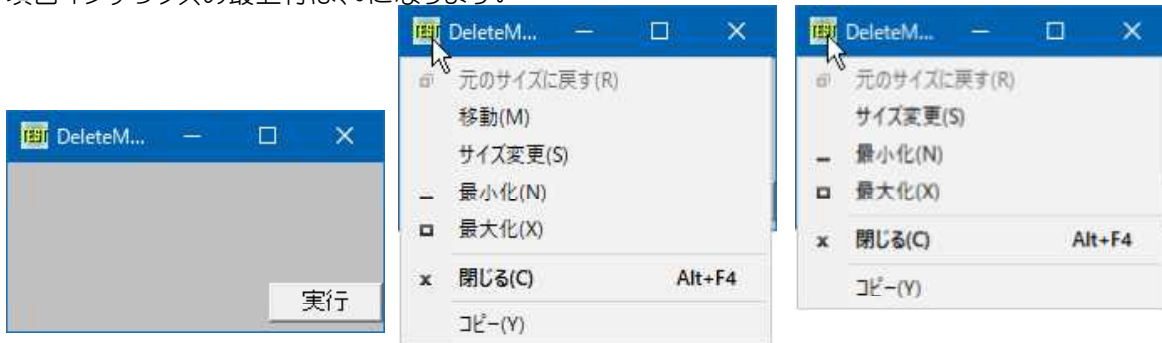 TEST DeleteM...
実行
TEST DeleteM...
元のサイズに戻す(R)
移動(M)
サイズ変更(S)
最小化(N)
最大化(X)
閉じる(C) Alt+F4
コピー(Y)
TEST DeleteM...
元のサイズに戻す(R)
サイズ変更(S)
最小化(N)
最大化(X)
閉じる(C) Alt+F4
コピー(Y)